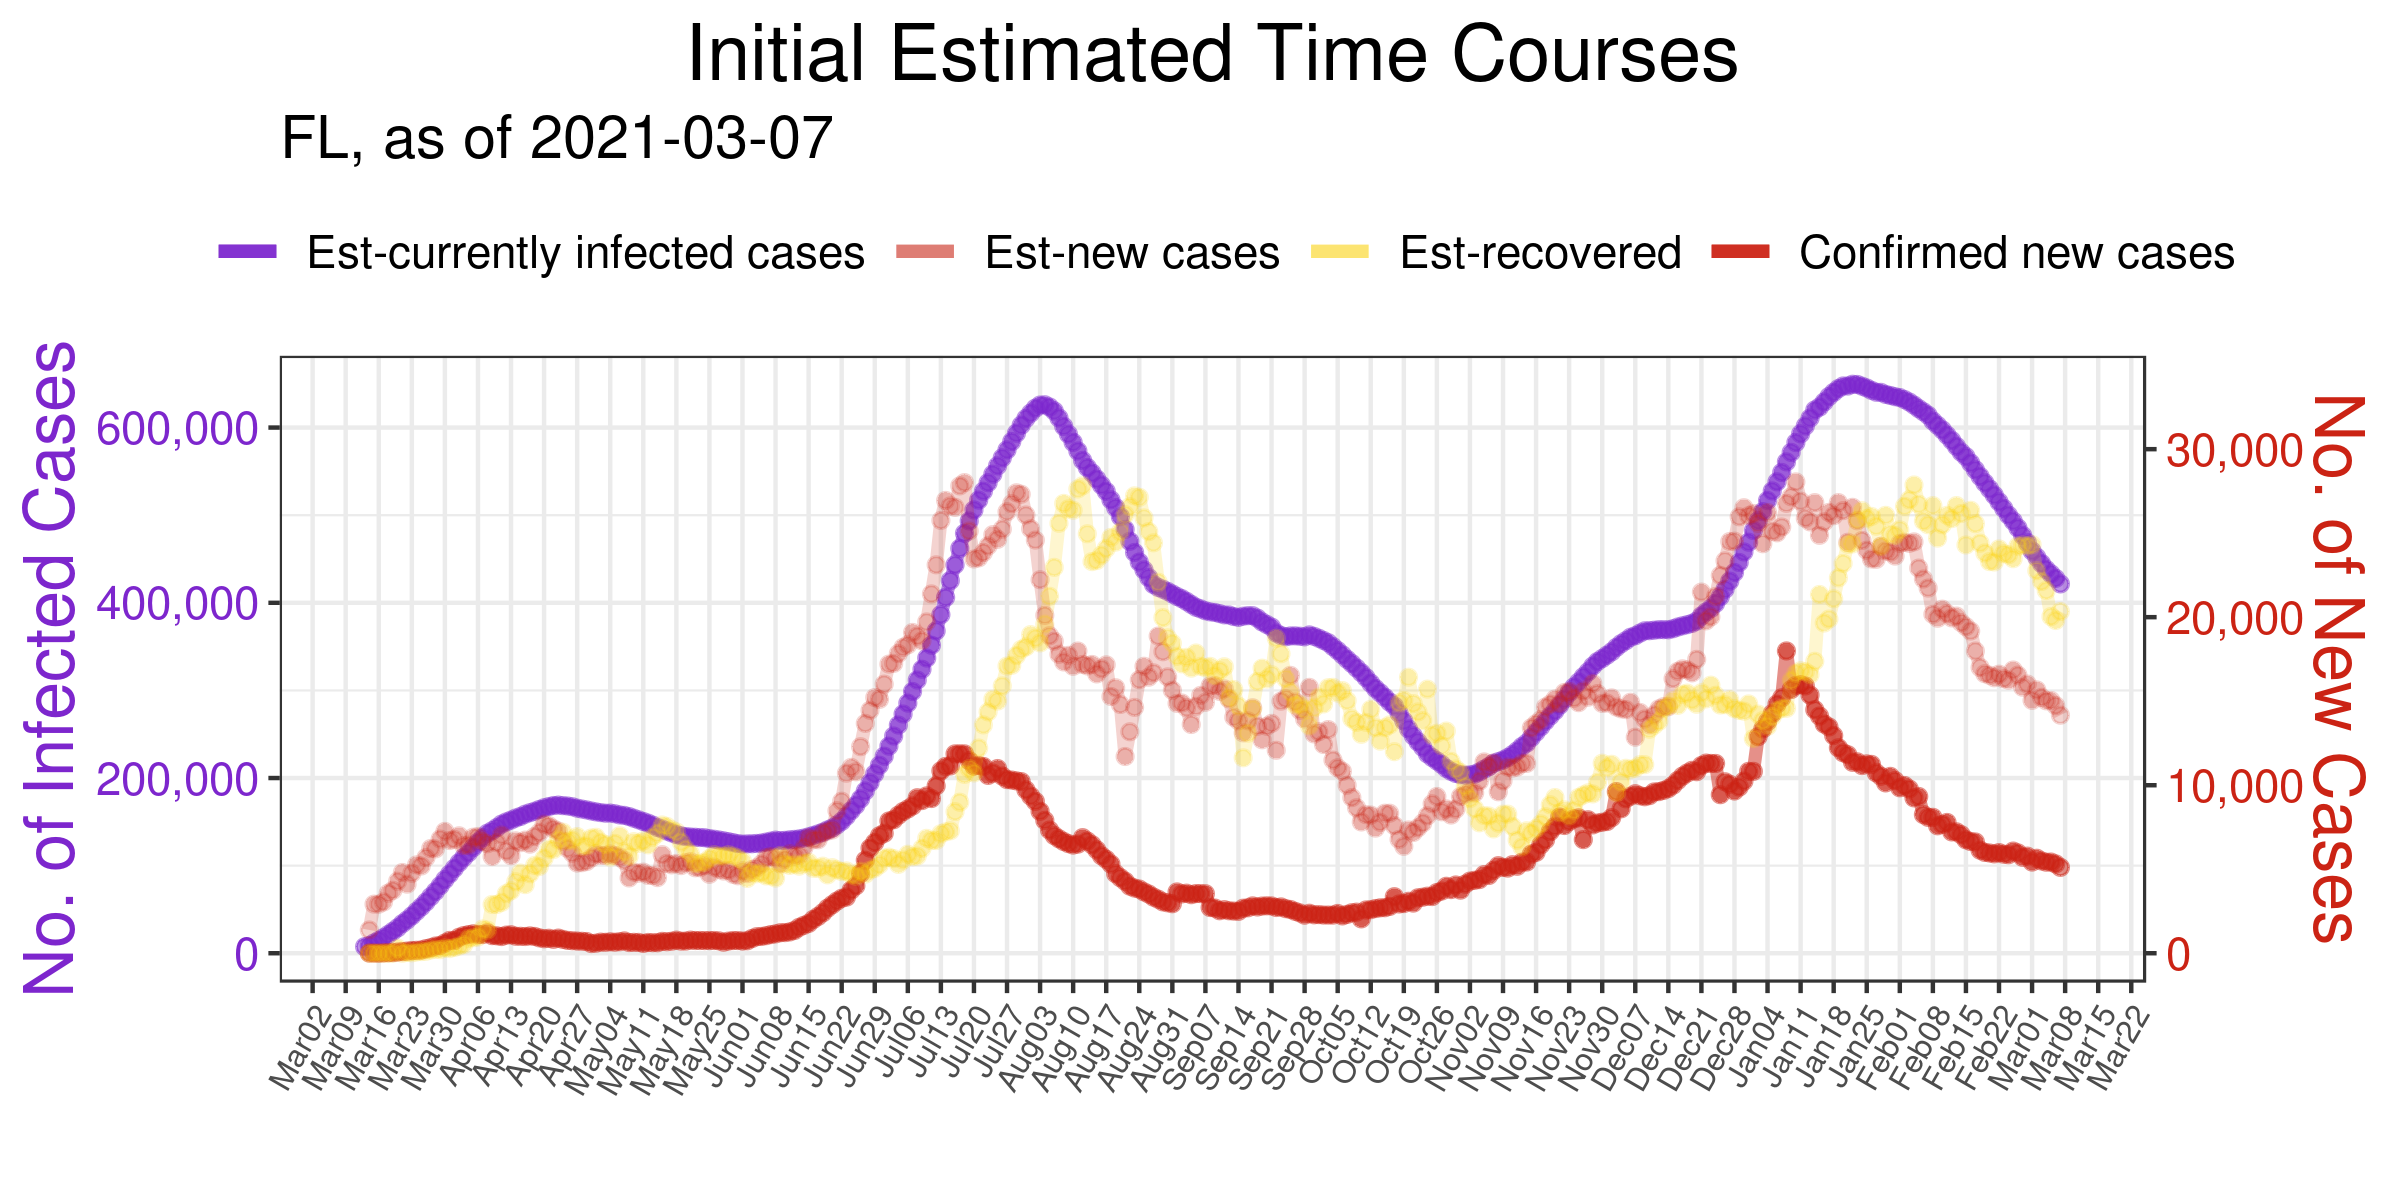 Initial Estimated Time Courses
FL, as of 2021-03-07
Est-currently infected cases Est-new cases Est-recovered Confirmed new cases
No. of Infected Cases
600,000
400,000
200,000
0
30,000
20,000
10,000
0
No. of New Cases
Mar02 Mar09 Mar16 Mar23 Mar30 Apr06 Apr13 Apr20 Apr27 May04 May11 May18 May25 Jun01 Jun08 Jun15 Jun22 Jun29 Jul06 Jul13 Jul20 Jul27 Aug03 Aug10 Aug17 Aug24 Aug31 Sep07 Sep14 Sep21 Sep28 Oct05 Oct12 Oct19 Oct26 Nov02 Nov09 Nov16 Nov23 Nov30 Dec07 Dec14 Dec21 Dec28 Jan04 Jan11 Jan18 Jan25 Feb01 Feb08 Feb15 Feb22 Mar01 Mar08 Mar15 Mar22